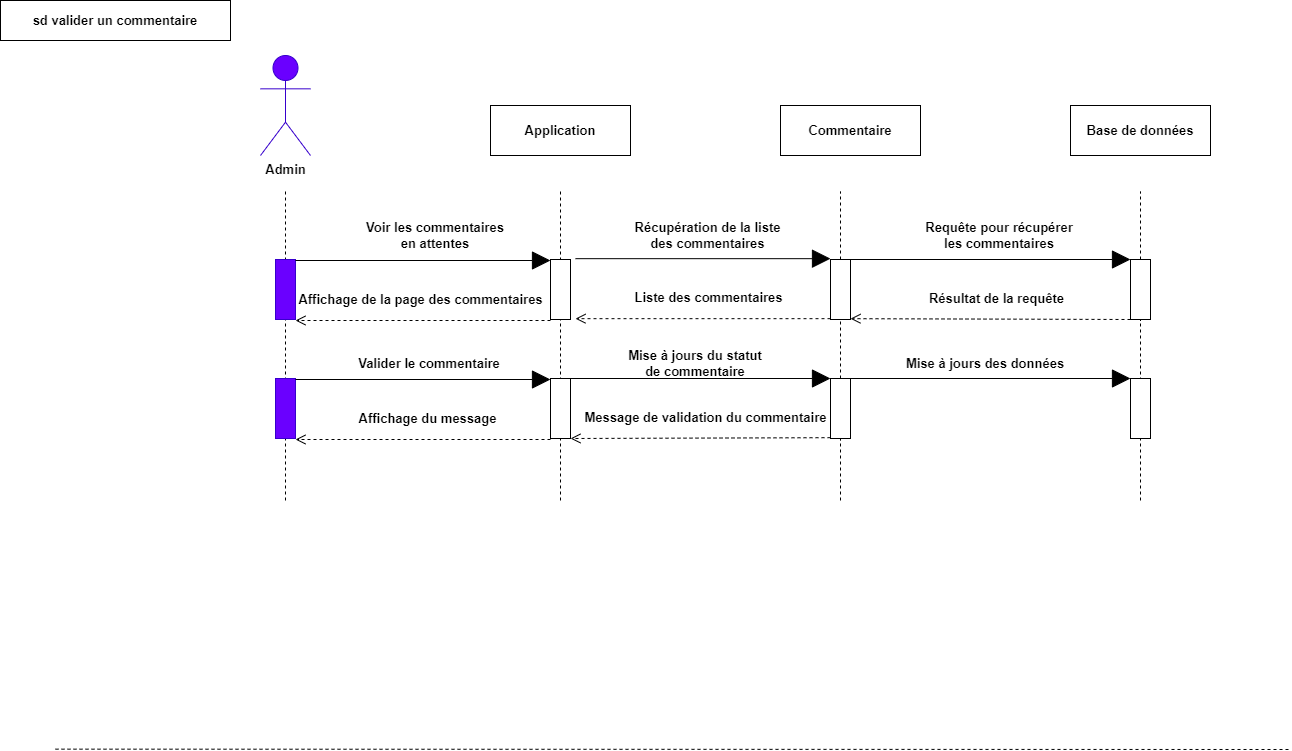 sd valider un commentaire
Admin
Application
Commentaire
Base de données
Voir les commentaires
en attentes
Récupération de la liste
des commentaires
Requête pour récupérer
les commentaires
Affichage de la page des commentaires
Liste des commentaires
Résultat de la requête
Valider le commentaire
Mise à jours du statut
de commentaire
Mise à jours des données
Affichage du message
Message de validation du commentaire